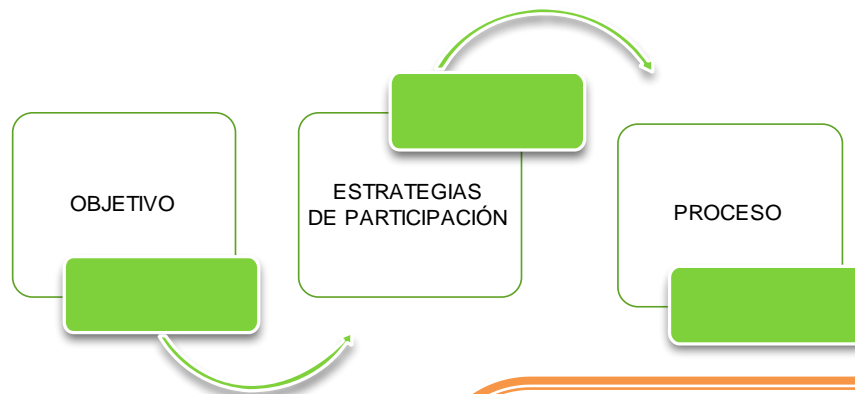 OBJETIVO
ESTRATEGIAS
DE PARTICIPACIÓN
PROCESO